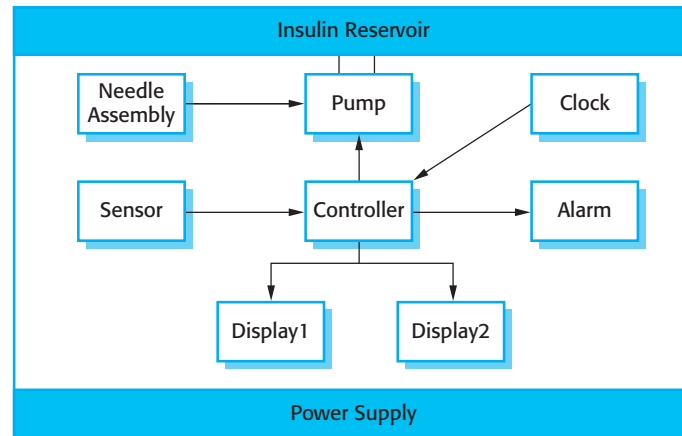 Insulin Reservoir
Needle
Assembly
Pump
Clock
Sensor
Controller
Alarm
Display1
Display2
Power Supply